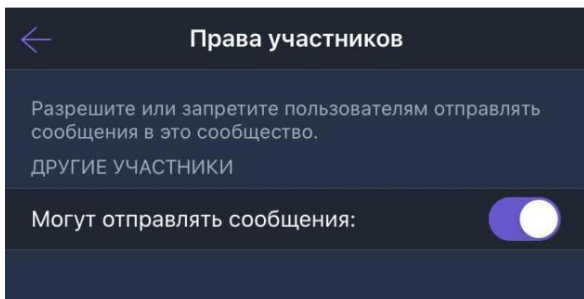 Права участников
Разрешите или запретите пользователям отправлять
сообщения в это сообщество.
ДРУГИЕ УЧАСТНИКИ
Могут отправлять сообщения: